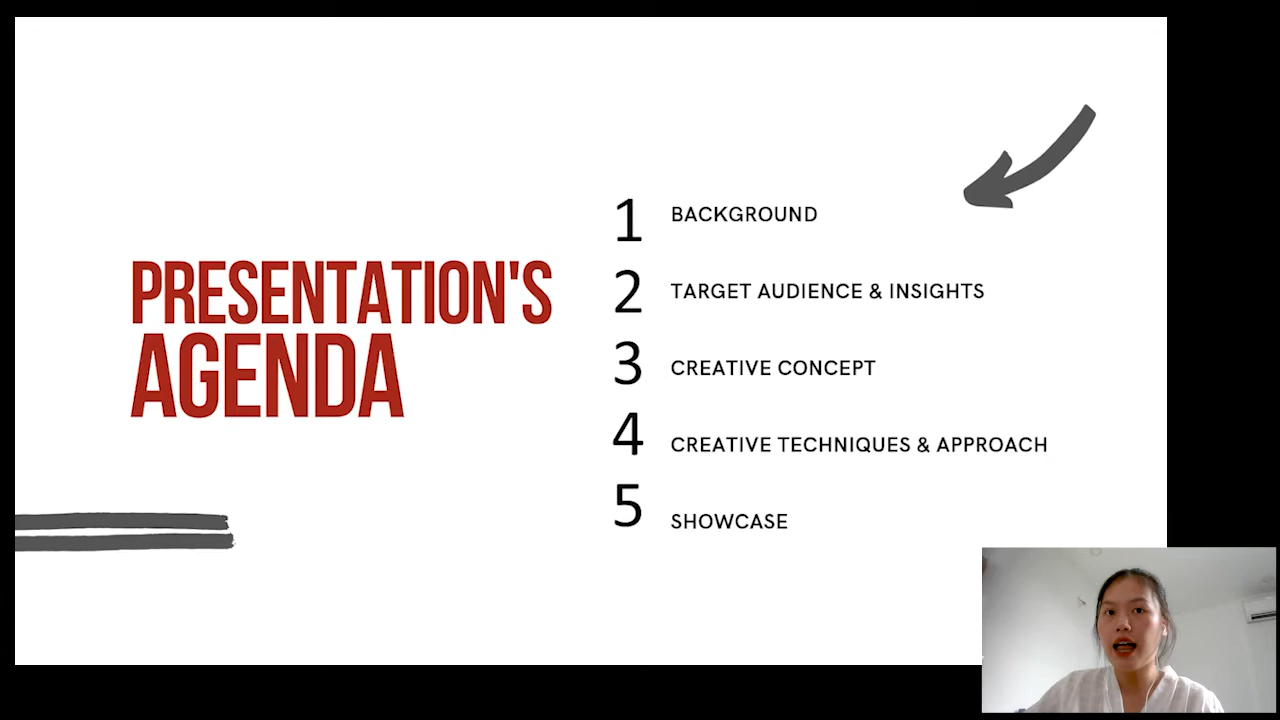 PRESENTATION'S
AGENDA
1 BACKGROUND
2 TARGET AUDIENCE & INSIGHTS
3 CREATIVE CONCEPT
4 CREATIVE TECHNIQUES & APPROACH
5 SHOWCASE